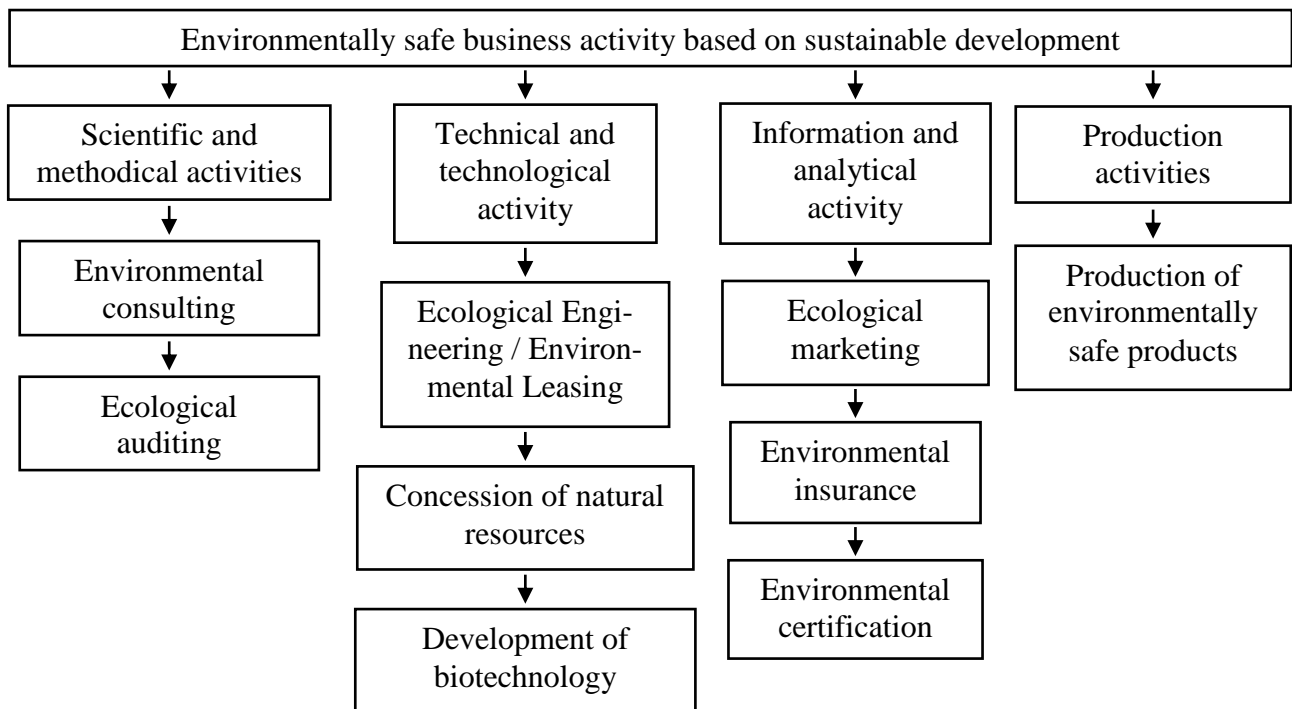 Environmentally safe business activity based on sustainable development
Scientific and
methodical activities
Environmental
consulting
Ecological
auditing
Technical and
technological
activity
Ecological Engi-
neering / Environ-
mental Leasing
Concession of natural
resources
Development of
biotechnology
Information and
analytical
activity
Ecological
marketing
Environmental
insurance
Environmental
certification
Production
activities
Production of
environmentally
safe products